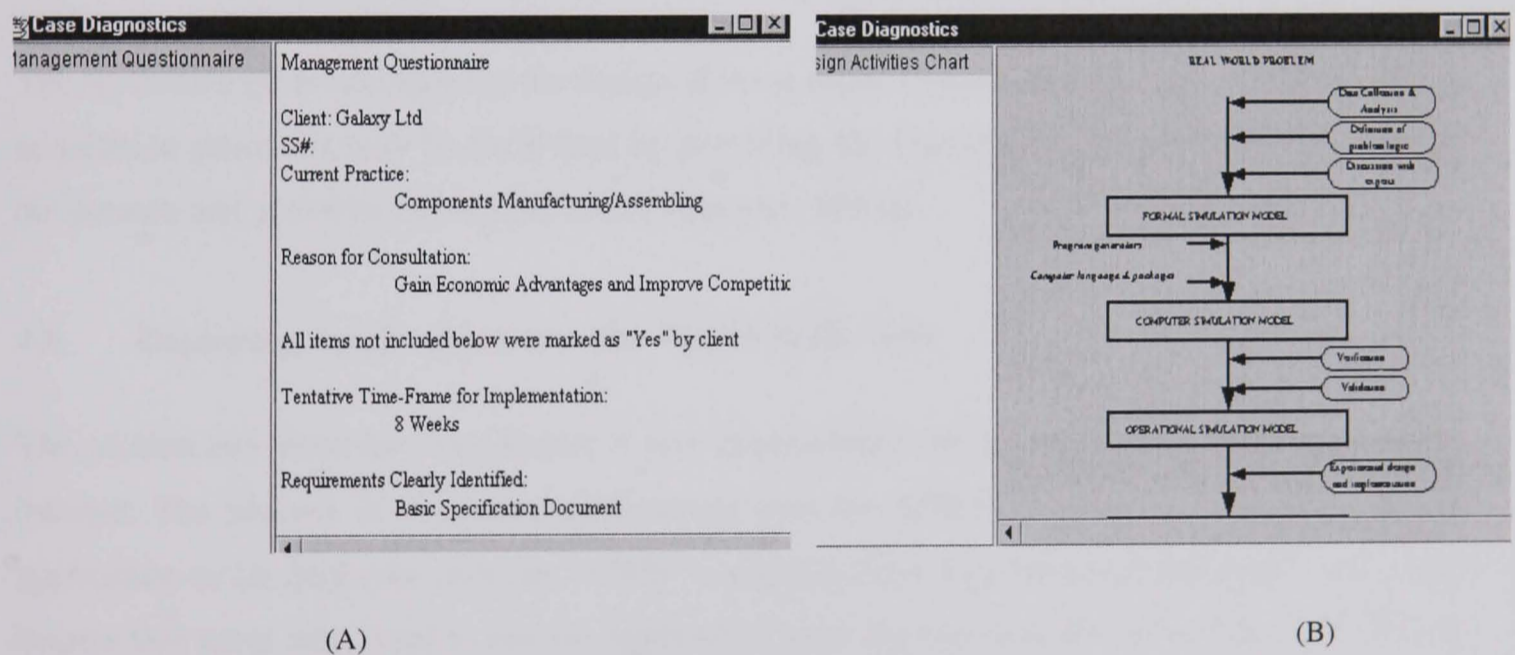 Case Diagnostics
lanagement Questionnaire
Management Questionnaire
Client: Galaxy Ltd
SS#:
Current Practice:
Components Manufacturing/Assembling
Reason for Consultation:
Gain Economic Advantages and Improve Competitic
All items not included below were marked as "Yes" by client
Tentative Time-Frame for Implementation:
8 Weeks
Requirements Clearly Identified:
Basic Specification Document
(A)
Case Diagnostics
sign Activities Chart
REAL WORLD PROBLEM
Data Collection &
Analysis
Definition of
problem logic
Discussion with
experts
FORMAL SIMULATION MODEL
Program generators
Computer language & packages
COMPUTER SIMULATION MODEL
Verification
Validation
OPERATIONAL SIMULATION MODEL
Experimental design
and implementation
(B)